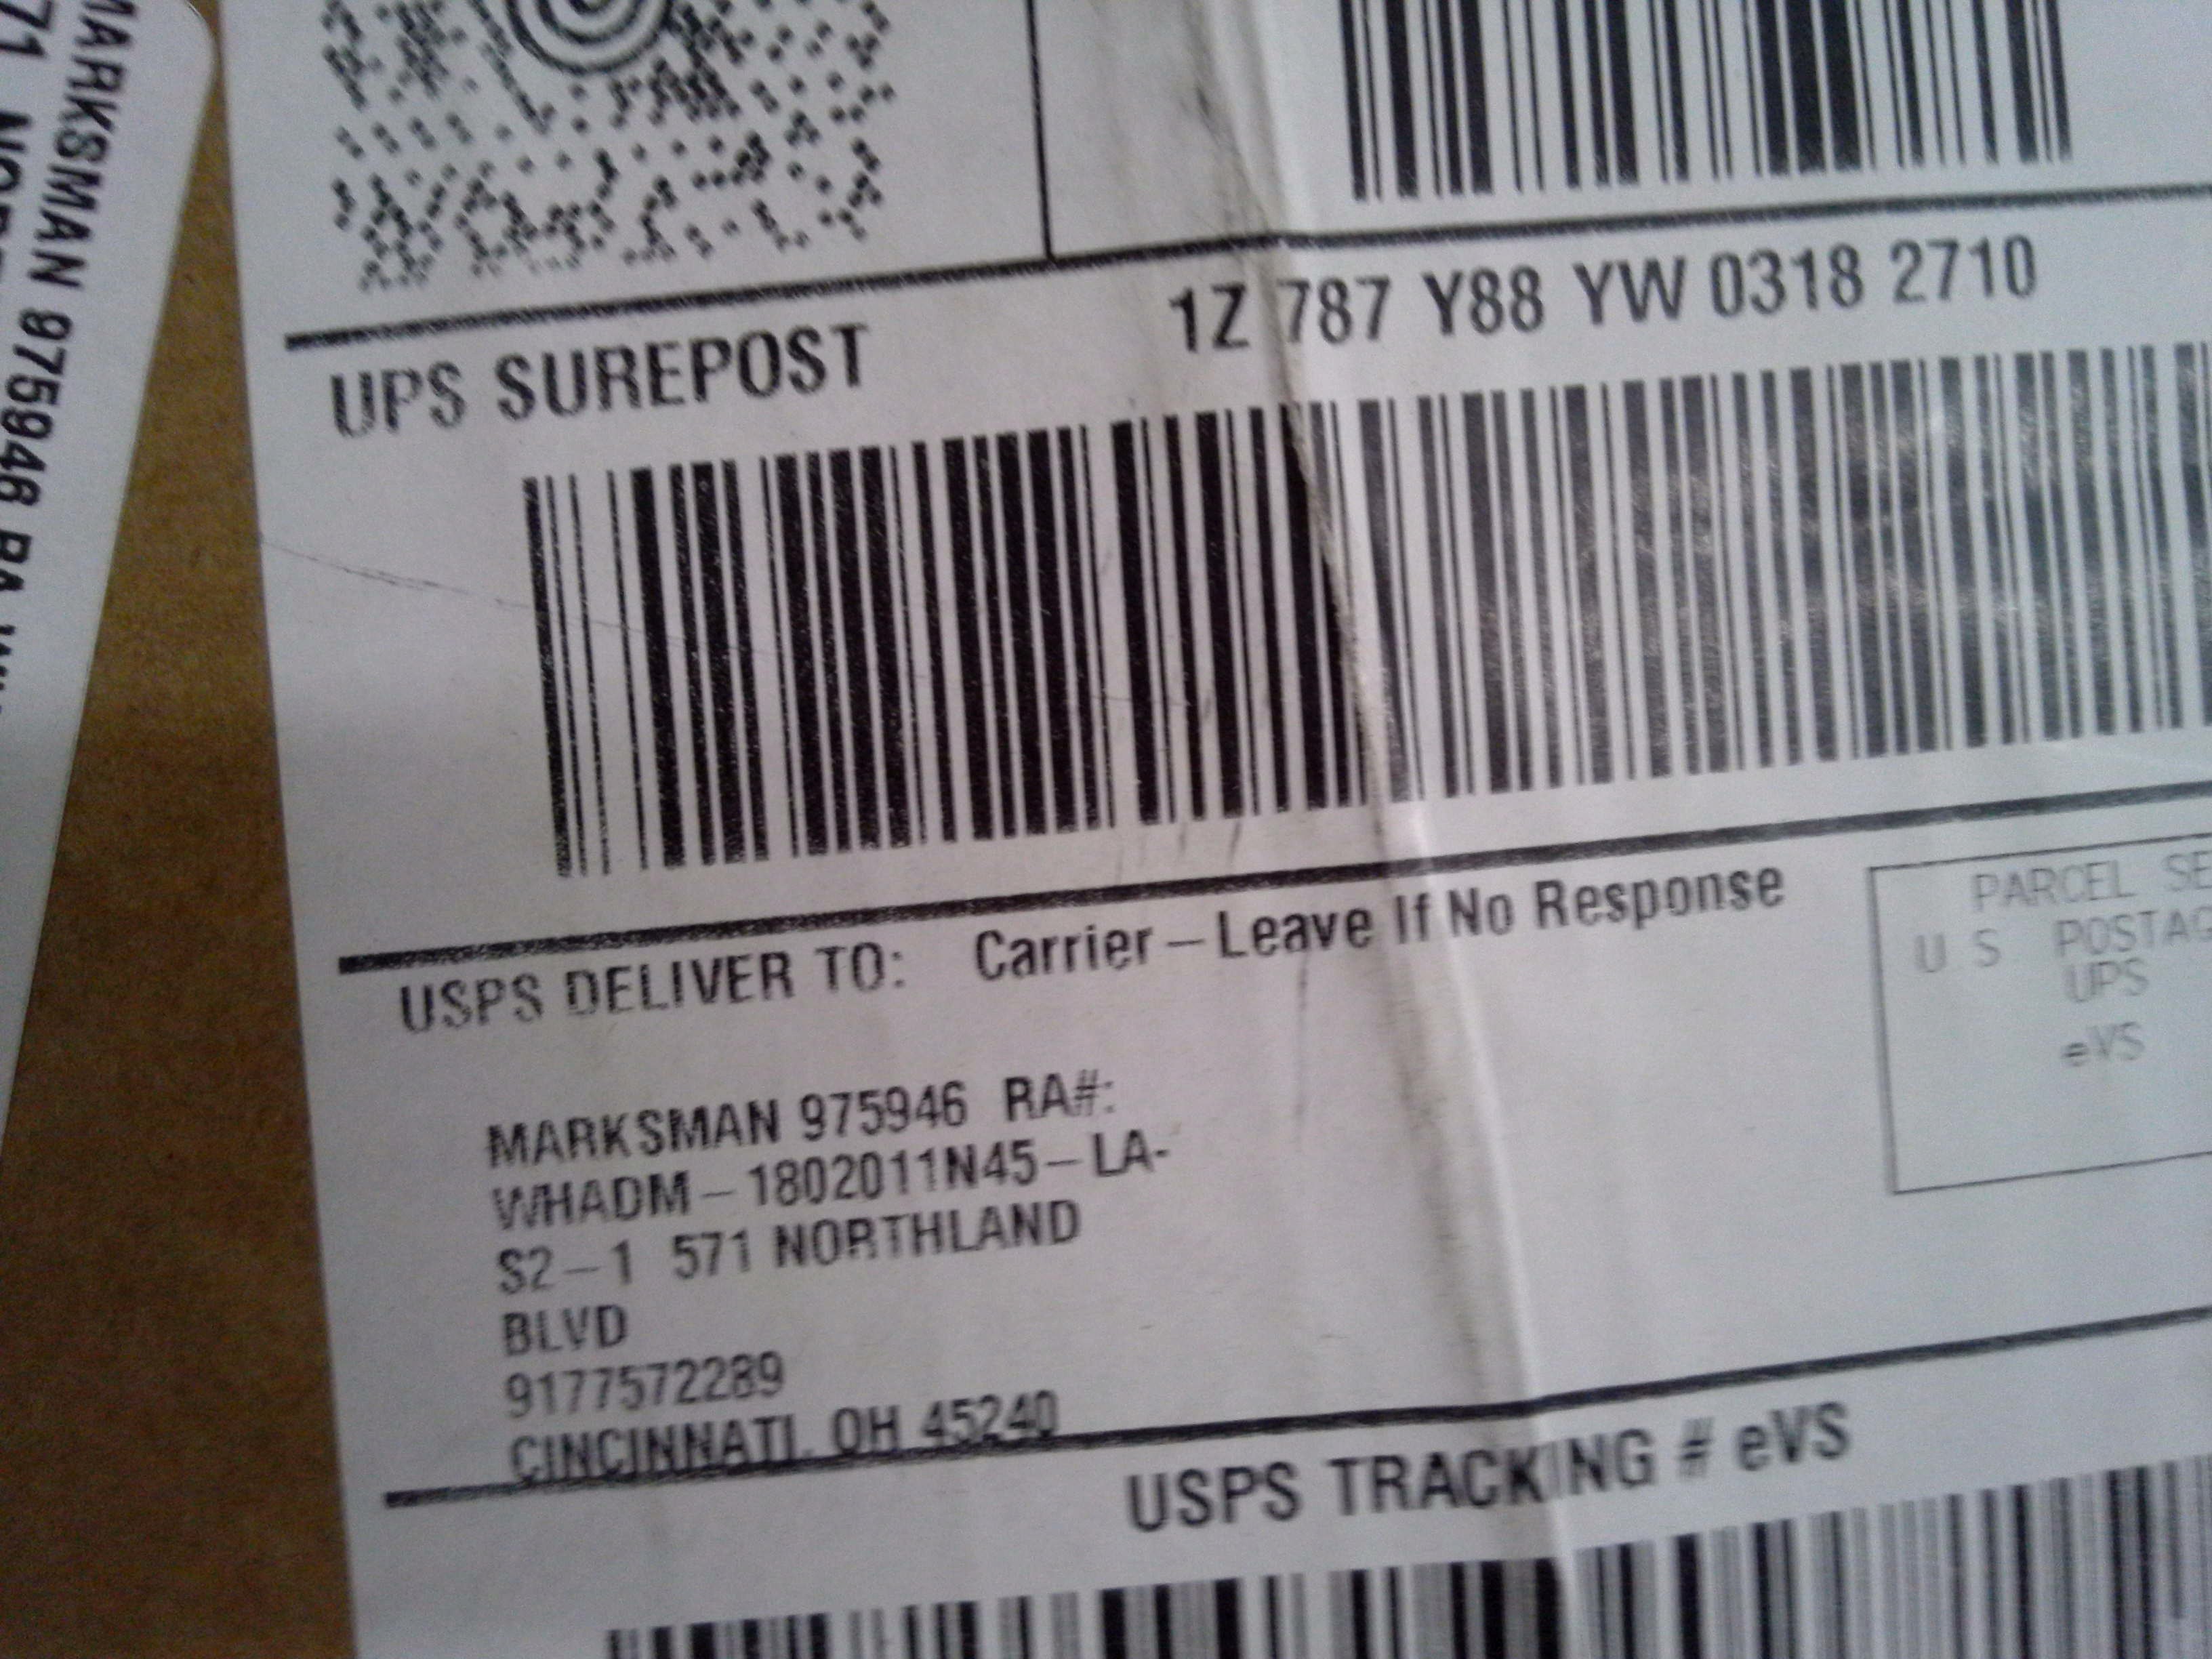 MARKSMAN 975946 RA
71
UPS SUREPOST
1Z 787 Y88 YW 0318 2710
USPS DELIVER TO: Carrier – Leave If No Response
PARCEL
U S POSTAG
UPS
eVS
MARKSMAN 975946 RA#:
WHADM – 1802011N45 – LA-
S2 – 1 571 NORTHLAND
BLVD
9177572289
CINCINNATI, OH 45240
USPS TRACKING # eVS